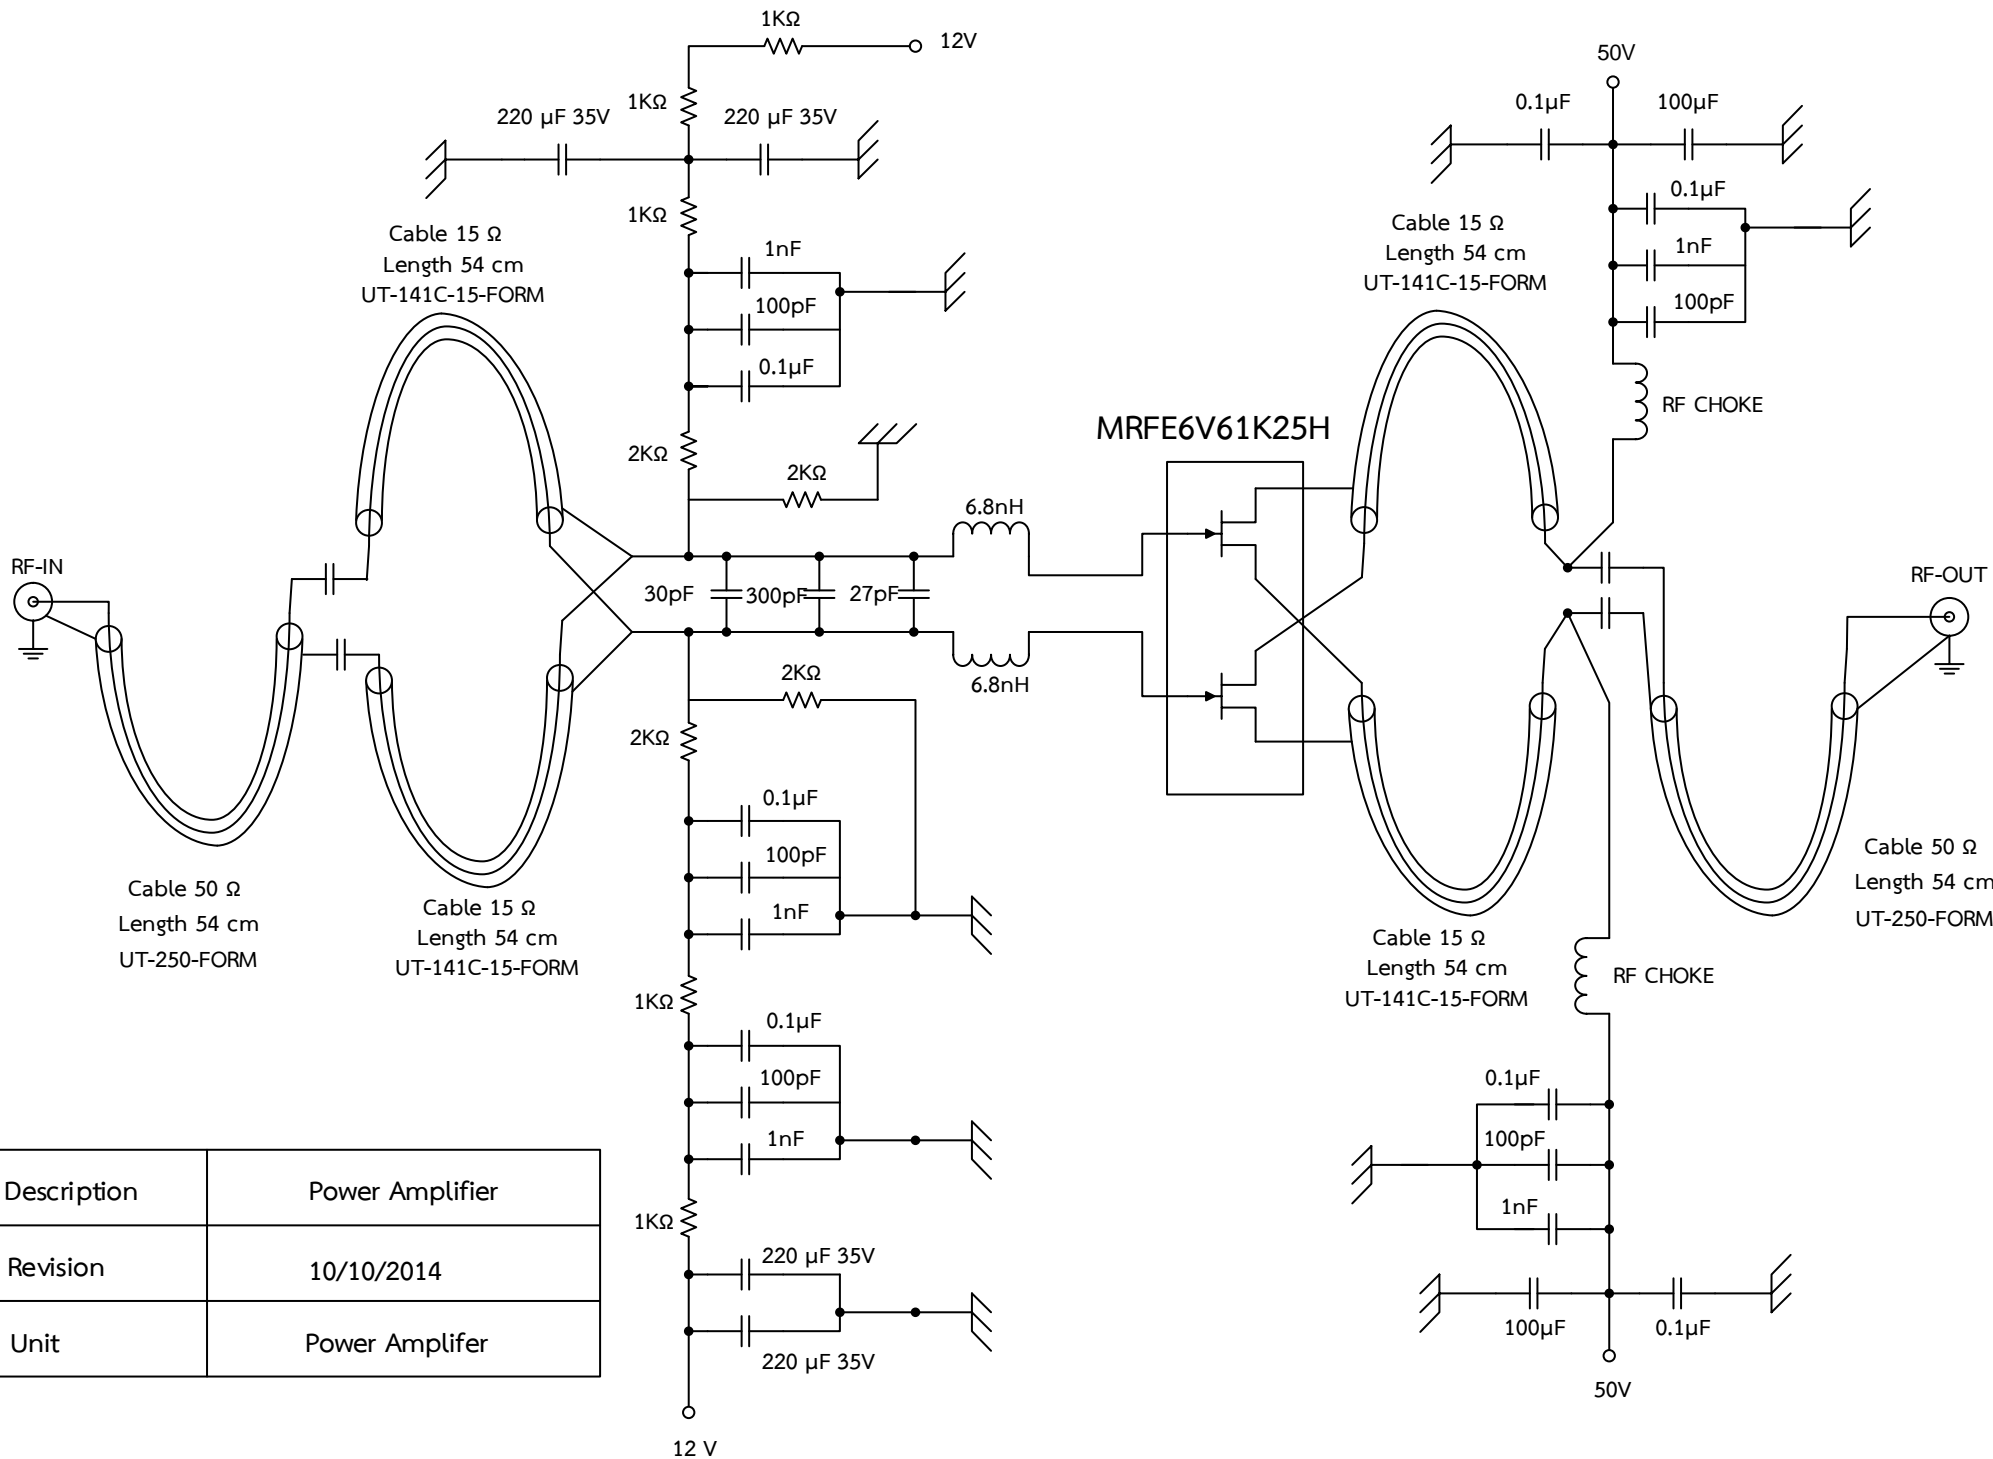 1KΩ
12V
1KΩ
220 µF 35V
220 µF 35V
1KΩ
Cable 15 Ω
Length 54 cm
UT-141C-15-FORM
1nF
100pF
0.1µF
2KΩ
2KΩ
RF-IN
30pF
300pF
27pF
6.8nH
6.8nH
MRFE6V61K25H
50V
0.1µF
100µF
0.1µF
1nF
100pF
Cable 15 Ω
Length 54 cm
UT-141C-15-FORM
RF CHOKE
RF-OUT
2KΩ
2KΩ
0.1µF
100pF
1nF
Cable 50 Ω
Length 54 cm
UT-250-FORM
Cable 15 Ω
Length 54 cm
UT-141C-15-FORM
1KΩ
0.1µF
100pF
1nF
1KΩ
220 µF 35V
220 µF 35V
12 V
Cable 15 Ω
Length 54 cm
UT-141C-15-FORM
Cable 50 Ω
Length 54 cm
UT-250-FORM
RF CHOKE
0.1µF
100pF
1nF
100µF
0.1µF
50V
Description
Power Amplifier
Revision
10/10/2014
Unit
Power Amplifer